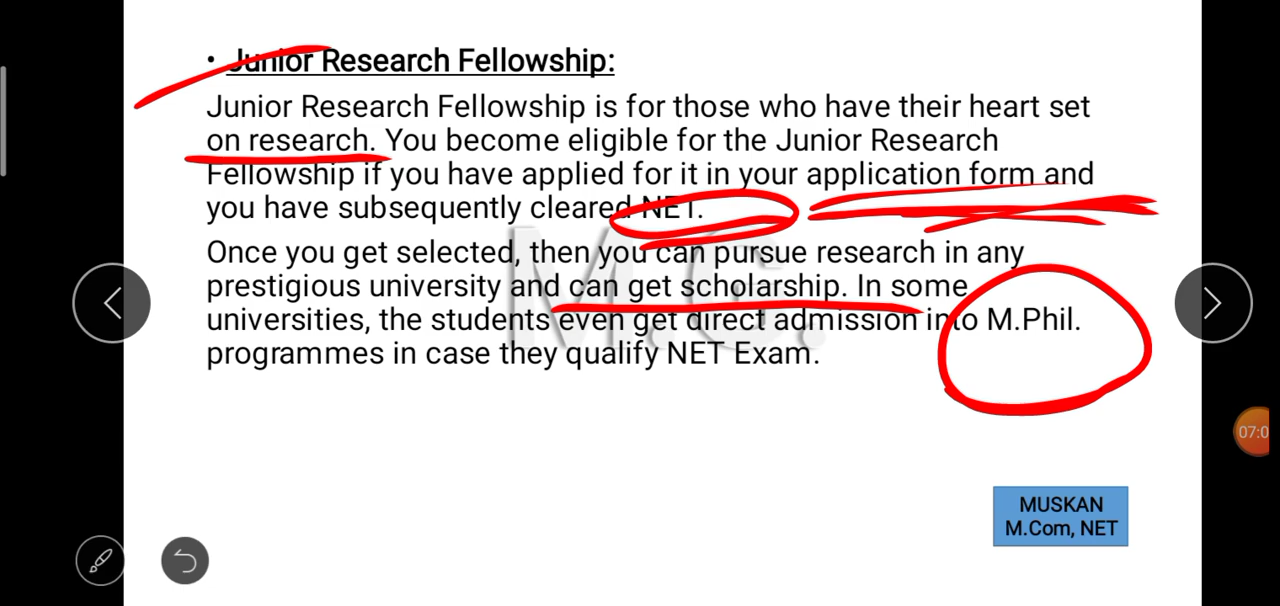 • Junior Research Fellowship:
Junior Research Fellowship is for those who have their heart set
on research. You become eligible for the Junior Research
Fellowship if you have applied for it in your application form and
you have subsequently cleared NET.
Once you get selected, then you can pursue research in any
prestigious university and can get scholarship. In some
universities, the students even get direct admission into M.Phil.
programmes in case they qualify NET Exam.
M.C.
07:0
MUSKAN
M.Com, NET